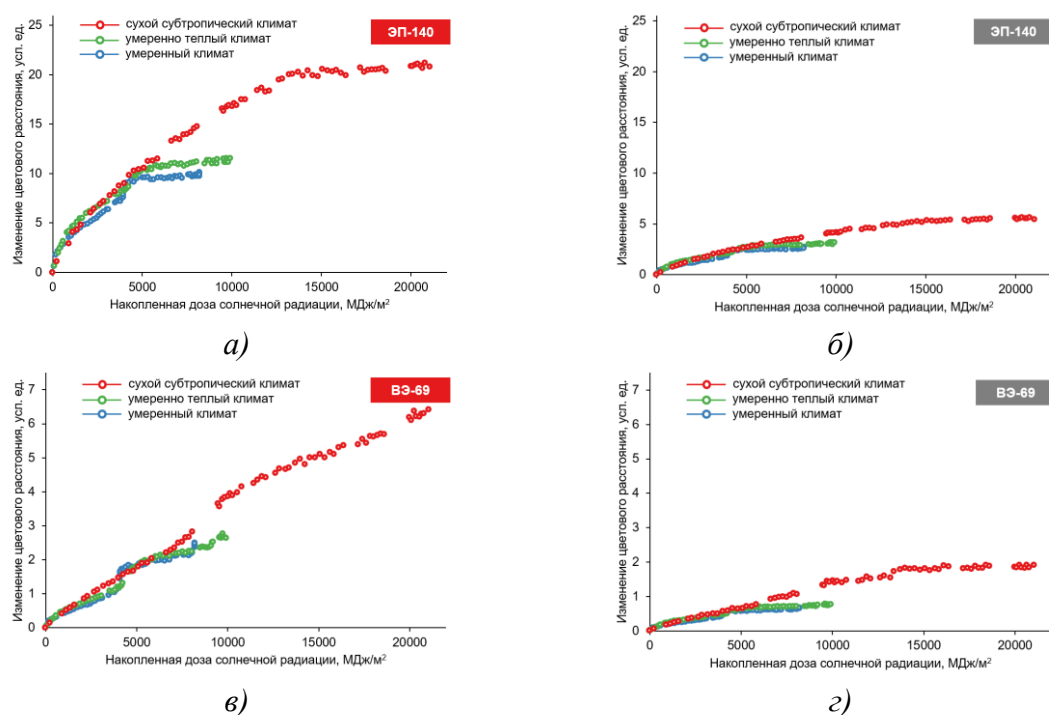 Изменение цветового расстояния, усл. ед.
25
20
15
10
5
0
сухой субтропический климат
умеренно теплый климат
умеренный климат
ЭП-140
0 5000 10000 15000 20000
Накопленная доза солнечной радиации, МДж/м²
а)
Изменение цветового расстояния, усл. ед.
25
20
15
10
5
0
сухой субтропический климат
умеренно теплый климат
умеренный климат
ЭП-140
0 5000 10000 15000 20000
Накопленная доза солнечной радиации, МДж/м²
б)
Изменение цветового расстояния, усл. ед.
7
6
5
4
3
2
1
0
сухой субтропический климат
умеренно теплый климат
умеренный климат
ВЭ-69
0 5000 10000 15000 20000
Накопленная доза солнечной радиации, МДж/м²
в)
Изменение цветового расстояния, усл. ед.
7
6
5
4
3
2
1
0
сухой субтропический климат
умеренно теплый климат
умеренный климат
ВЭ-69
0 5000 10000 15000 20000
Накопленная доза солнечной радиации, МДж/м²
г)